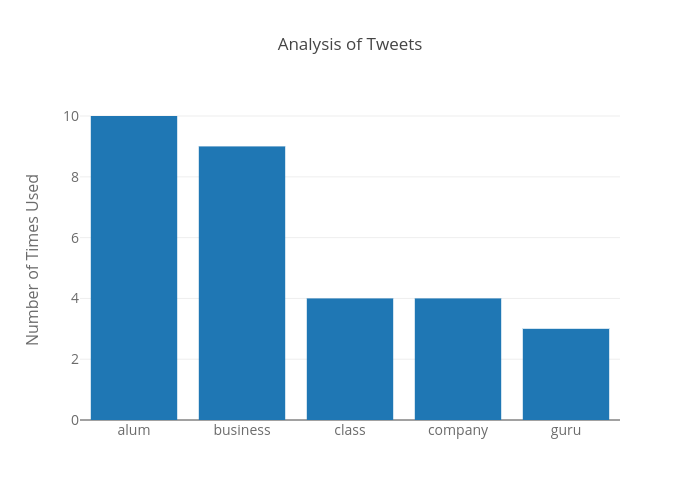 Analysis of Tweets
Number of Times Used
10
8
6
4
2
0
alum
business
class
company
guru